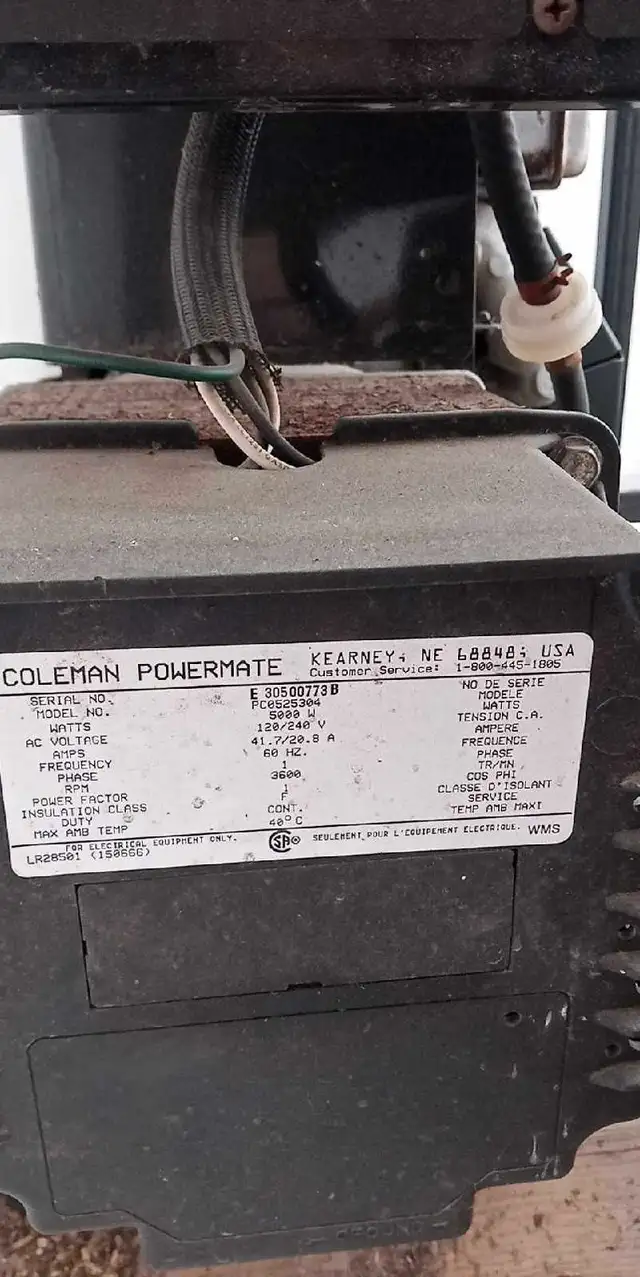 COLEMAN POWERMATE KEARNEY, NE 68848, USA
Customer Service: 1-800-445-1805
SERIAL NO. E 30500773B NO DE SERIE
MODEL NO. PC0525304 MODELE
WATTS 5000 W WATTS
AC VOLTAGE 120/240 V TENSION C.A.
AMPS 41.7/20.8 A AMPERE
FREQUENCY 60 HZ. FREQUENCE
PHASE 1 PHASE
RPM 3600 TR/MN
POWER FACTOR 1 COS PHI
INSULATION CLASS F CLASSE D'ISOLANT
DUTY CONT. SERVICE
MAX AMB TEMP 40°C TEMP AMB MAXI
FOR ELECTRICAL EQUIPMENT ONLY. CSA® SEULEMENT POUR L'EQUIPEMENT ELECTRIQUE. WMS
LR28501 (150666)
GROUND